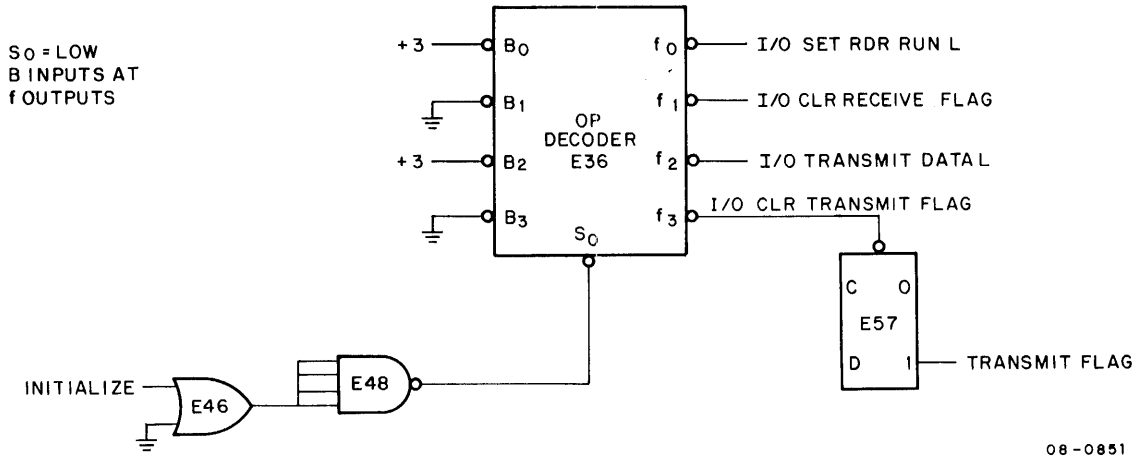 S0 = LOW
B INPUTS AT
f OUTPUTS
+3
B0
f0
I/O SET RDR RUN L
B1
f1
I/O CLR RECEIVE FLAG
OP
DECODER
E36
+3
B2
f2
I/O TRANSMIT DATA L
I/O CLR TRANSMIT FLAG
B3
f3
S0
C 0
E57
D 1
TRANSMIT FLAG
INITIALIZE
E46
E48
08-0851